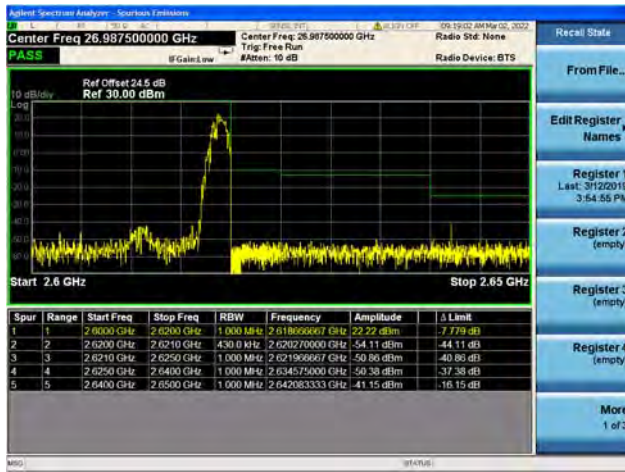 Agilent Spectrum Analyzer - Spurious Emissions
SENSE:INT ALIGN OFF 09:19:02 AM Mar 02, 2022
Center Freq 26.987500000 GHz Center Freq: 26.987500000 GHz Radio Std: None
Trig: Free Run
PASS IFGain:Low #Atten: 10 dB Radio Device: BTS
Ref Offset 24.5 dB
10 dB/div Ref 30.00 dBm
Log
Start 2.6 GHz Stop 2.65 GHz
Spur Range Start Freq Stop Freq RBW Frequency Amplitude Δ Limit
1 1 2.6000 GHz 2.6200 GHz 1.000 MHz 2.618666667 GHz 22.22 dBm -7.779 dB
2 2 2.6200 GHz 2.6210 GHz 430.0 kHz 2.620270000 GHz -54.11 dBm -44.11 dB
3 3 2.6210 GHz 2.6250 GHz 1.000 MHz 2.621966667 GHz -50.86 dBm -40.86 dB
4 4 2.6250 GHz 2.6400 GHz 1.000 MHz 2.634575000 GHz -50.38 dBm -37.38 dB
5 5 2.6400 GHz 2.6500 GHz 1.000 MHz 2.642083333 GHz -41.15 dBm -16.15 dB
MSG STATUS
Recall State
From File...
Edit Register
Names
Register
Last: 3/12/201
3:54:55 PM
Register 2
(empty
Register 3
(empty
Register 4
(empty
More
1 of